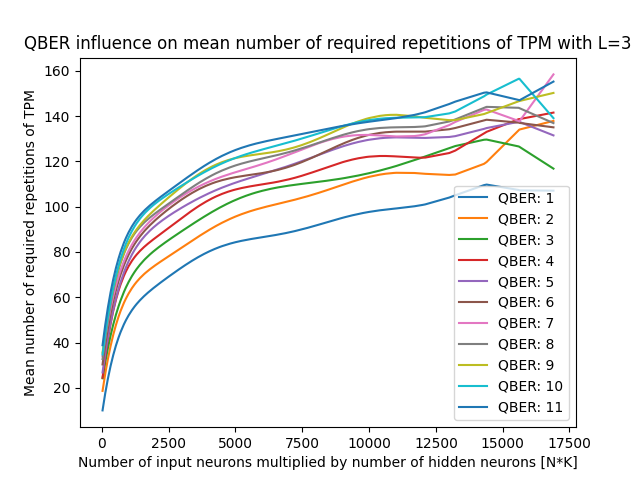 QBER influence on mean number of required repetitions of TPM with L=3
Mean number of required repetitions of TPM
160
140
120
100
80
60
40
20
0 2500 5000 7500 10000 12500 15000 17500
Number of input neurons multiplied by number of hidden neurons [N*K]
QBER: 1
QBER: 2
QBER: 3
QBER: 4
QBER: 5
QBER: 6
QBER: 7
QBER: 8
QBER: 9
QBER: 10
QBER: 11